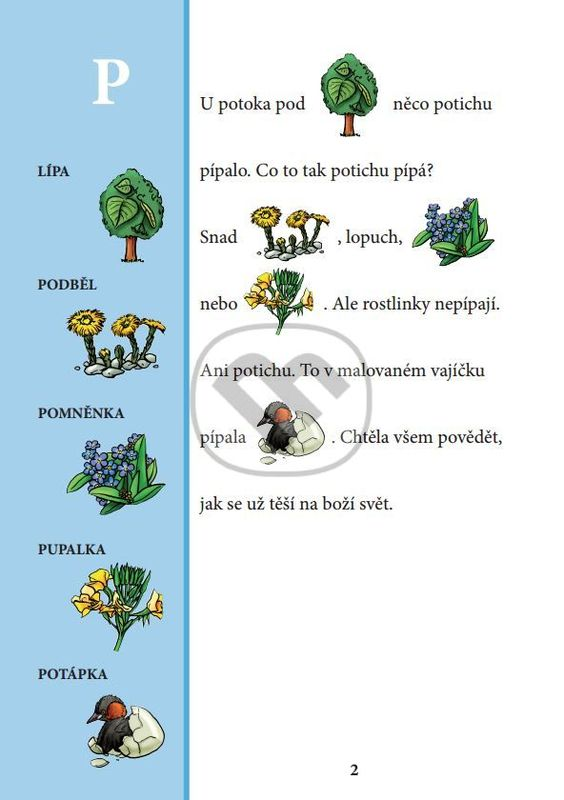 P
LÍPA
PODBĚL
POMNĚNKA
PUPALKA
POTÁPKA
U potoka pod něco potichu
pípalo. Co to tak potichu pípá?
Snad , lopuch,
nebo . Ale rostlinky nepípají.
Ani potichu. To v malovaném vajíčku
pípala . Chtěla všem povědět,
jak se už těší na boží svět.
2